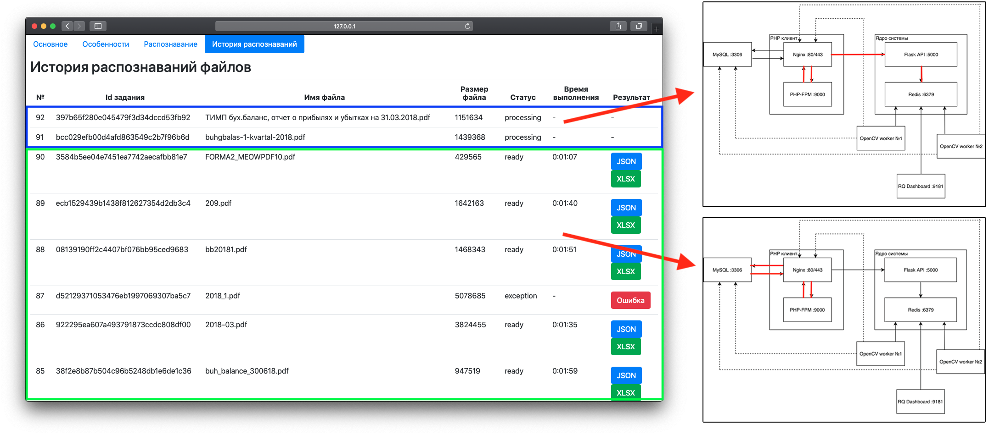 127.0.0.1
Основное Особенности Распознавание История распознаваний
История распознаваний файлов
№ Id задания Имя файла Размер файла Статус Время выполнения Результат
92 397b65f280e045479f3d34dccd53fb92 ТИМП бух.баланс, отчет о прибылях и убытках на 31.03.2018.pdf 1151634 processing - -
91 bcc029efb00d4afd863549c2b7f96b6d buhgbalas-1-kvartal-2018.pdf 1439368 processing - -
90 3584b5ee04e7451ea7742aecafbb81e7 FORMA2_MEOWPDF10.pdf 429565 ready 0:01:07 JSON
XLSX
89 ecb1529439b1438f812627354d2db3c4 209.pdf 1642163 ready 0:01:40 JSON
XLSX
88 08139190ff2c4407bf076bb95ced9683 bb20181.pdf 1468343 ready 0:01:51 JSON
XLSX
87 d52129371053476eb1997069307ba5c7 2018_1.pdf 5078685 exception - Ошибка
86 922295ea607a493791873ccdc808df00 2018-03.pdf 3824455 ready 0:01:35 JSON
XLSX
85 38f2e8b87b504c96b5248db1e6de1c36 buh_balance_300618.pdf 947519 ready 0:01:59 JSON
XLSX
PHP клиент
Ядро системы
MySQL :3306
Nginx :80/443
Flask API :5000
PHP-FPM :9000
Redis :6379
OpenCV worker №1
OpenCV worker №2
RQ Dashboard :9181
PHP клиент
Ядро системы
MySQL :3306
Nginx :80/443
Flask API :5000
PHP-FPM :9000
Redis :6379
OpenCV worker №1
OpenCV worker №2
RQ Dashboard :9181